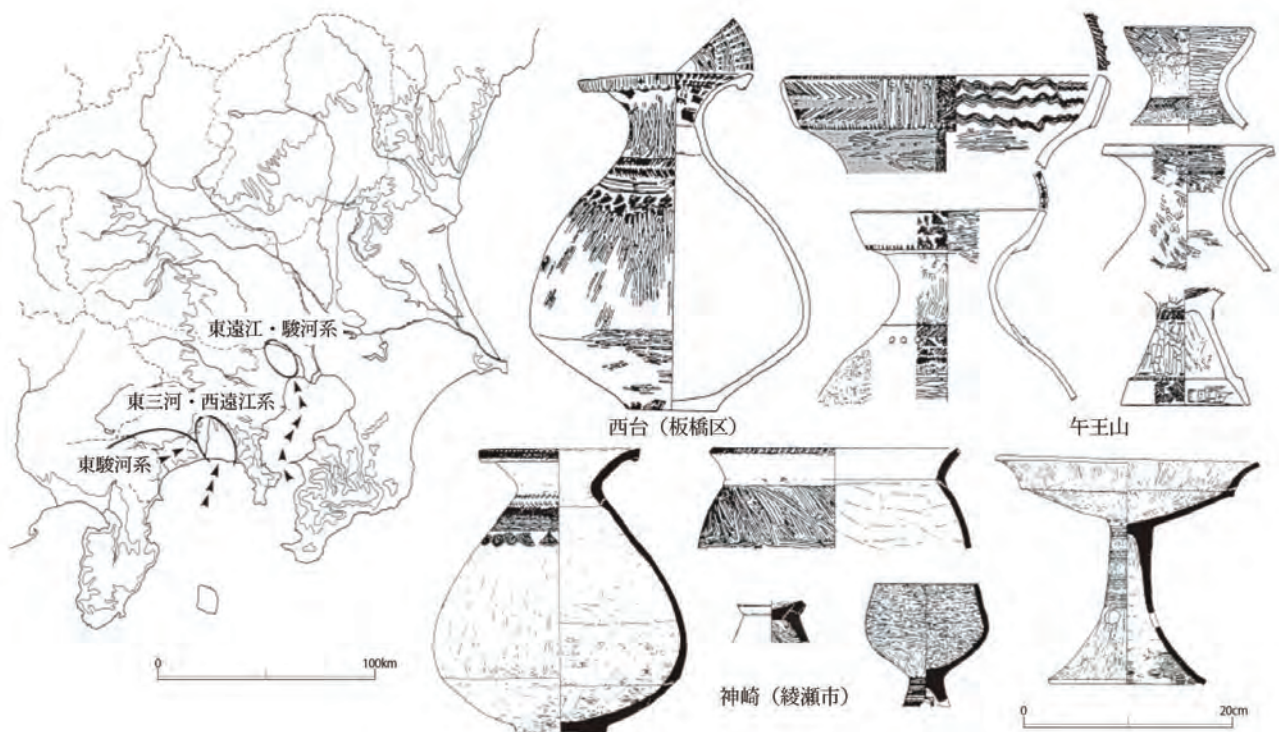 東遠江・駿河系
東三河・西遠江系
東駿河系
0
100km
西台（板橋区）
午王山
神崎（綾瀬市）
0
20cm